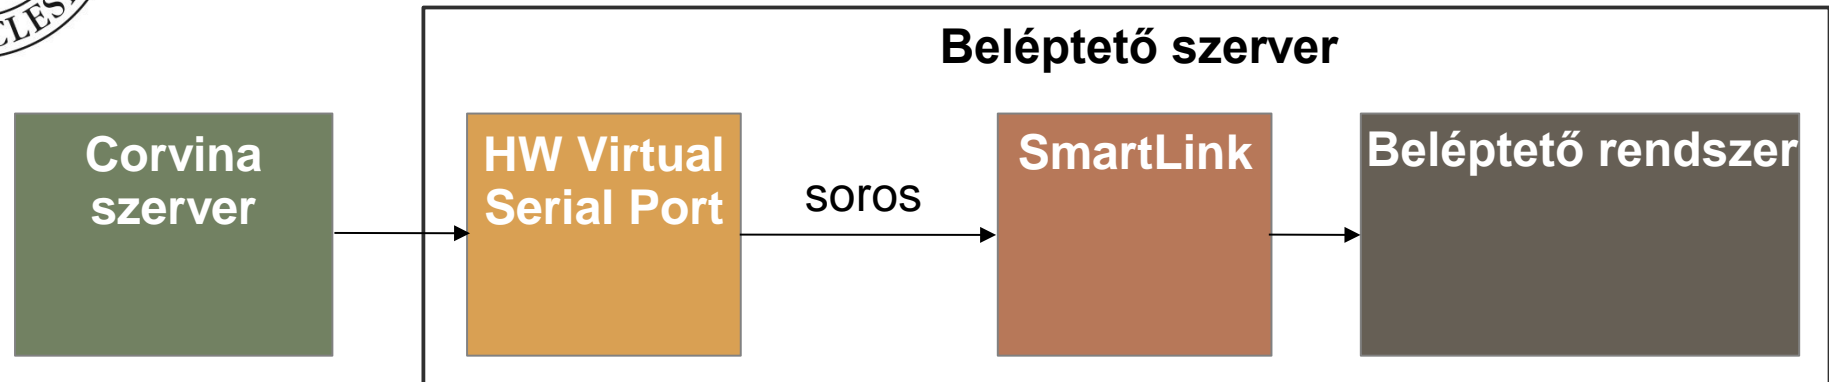 Beléptető szerver
Corvina
szerver
HW Virtual
Serial Port
soros
SmartLink
Beléptető rendszer